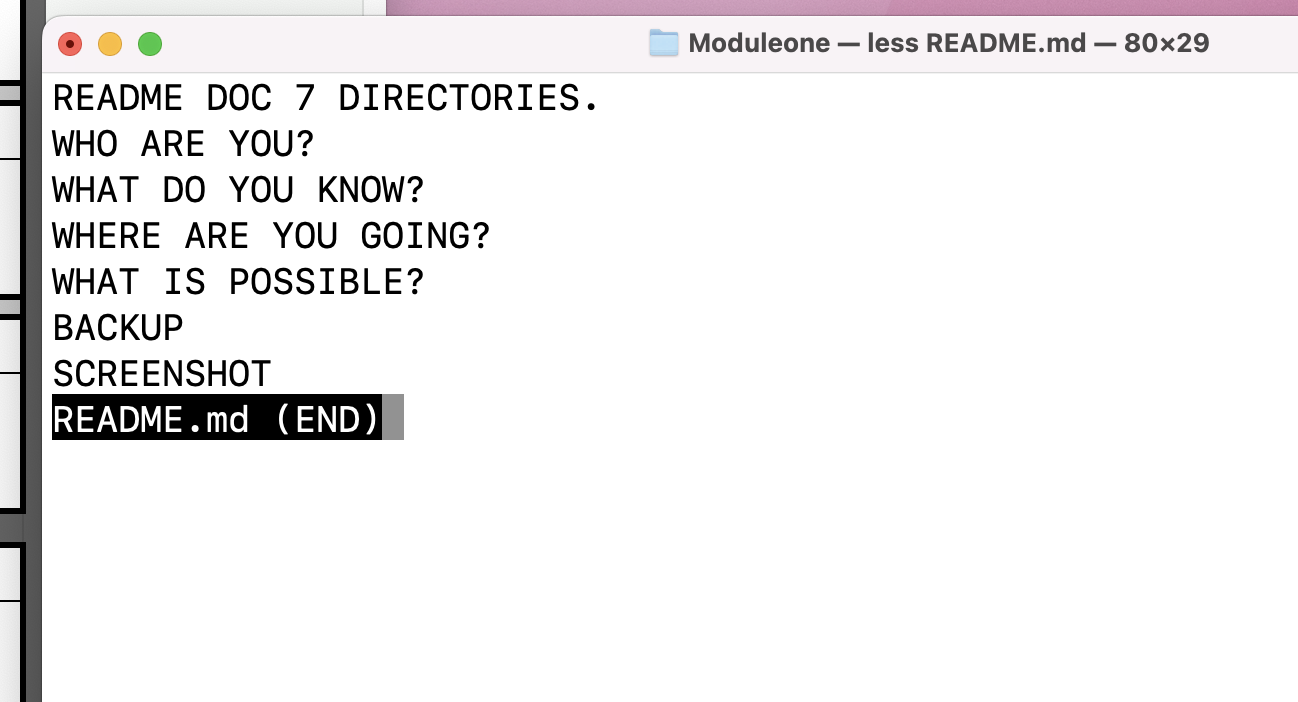 Moduleone — less README.md — 80×29
README DOC 7 DIRECTORIES.
WHO ARE YOU?
WHAT DO YOU KNOW?
WHERE ARE YOU GOING?
WHAT IS POSSIBLE?
BACKUP
SCREENSHOT
README.md (END)